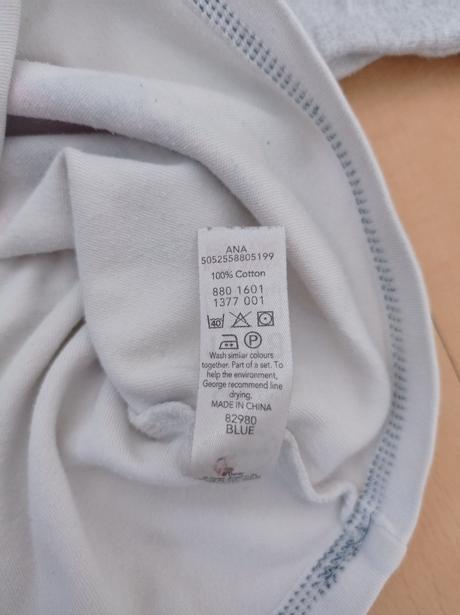 ANA
5052558805199
100% Cotton
880 1601
1377 001
40
P
Wash similar colours
together. Part of a set. To
help the environment,
George recommend line
drying.
MADE IN CHINA
82980
BLUE